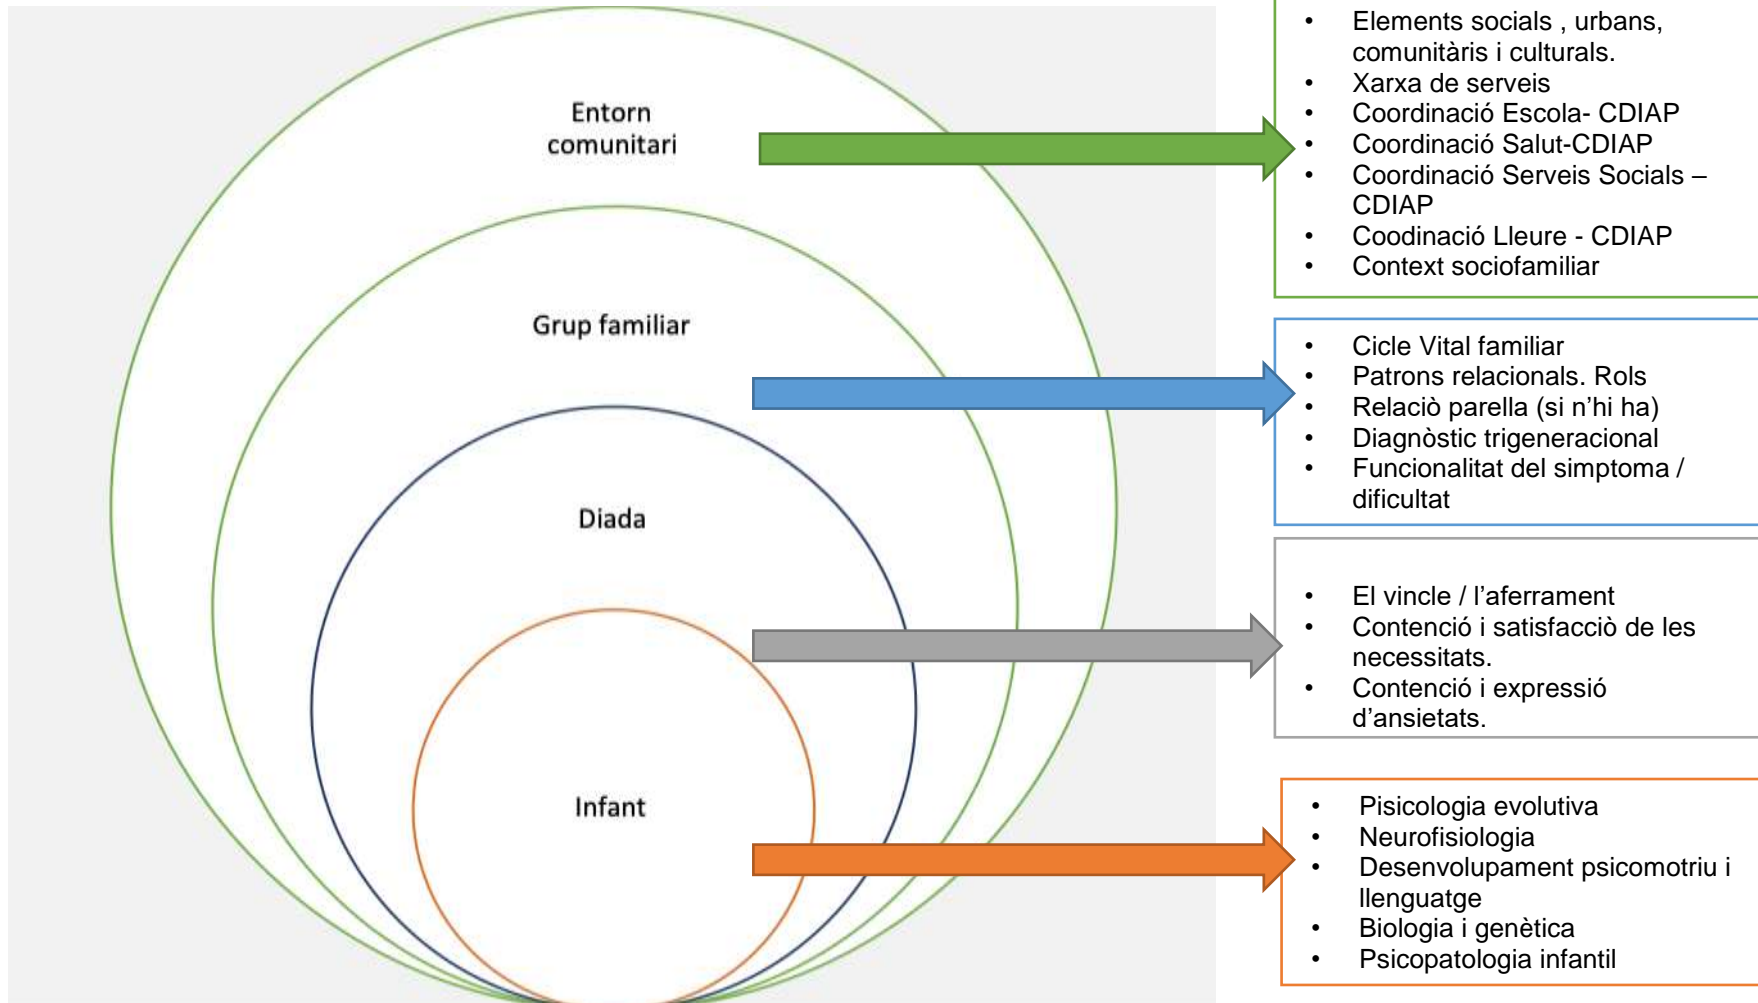 Entorn
comunitari
• Elements socials , urbans,
comunitàris i culturals.
• Xarxa de serveis
• Coordinació Escola- CDIAP
• Coordinació Salut-CDIAP
• Coordinació Serveis Socials –
CDIAP
• Coodinació Lleure - CDIAP
• Context sociofamiliar
Grup familiar
• Cicle Vital familiar
• Patrons relacionals. Rols
• Relaciò parella (si n’hi ha)
• Diagnòstic trigeneracional
• Funcionalitat del simptoma /
dificultat
Diada
• El vincle / l’aferrament
• Contenció i satisfacciò de les
necessitats.
• Contenció i expressió
d’ansietats.
Infant
• Pisicologia evolutiva
• Neurofisiologia
• Desenvolupament psicomotriu i
llenguatge
• Biologia i genètica
• Psicopatologia infantil